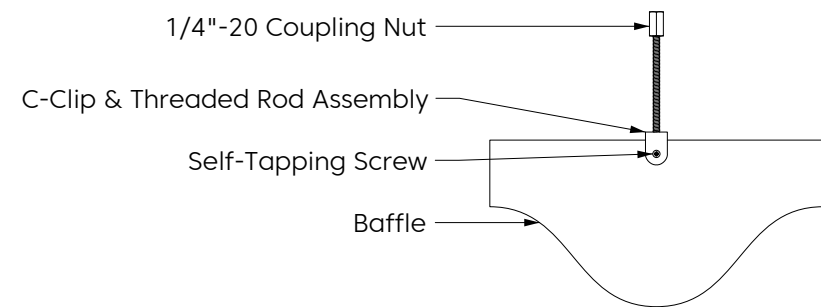 1/4"-20 Coupling Nut
C-Clip & Threaded Rod Assembly
Self-Tapping Screw
Baffle